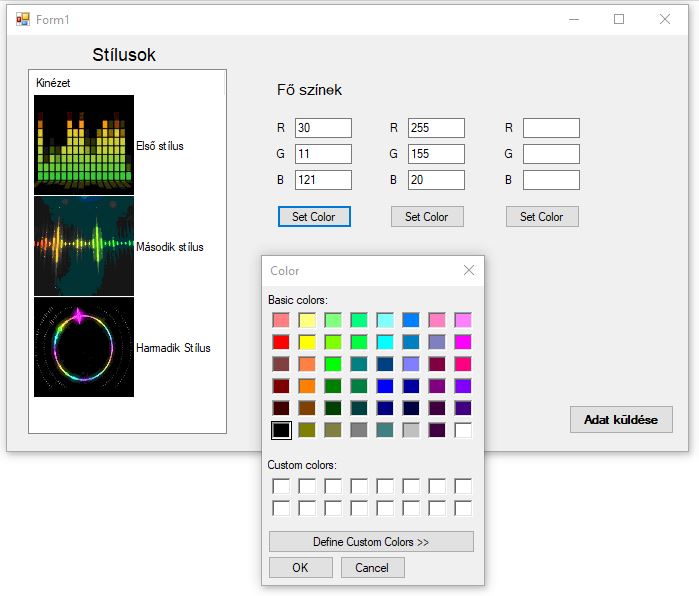 Form1
Stílusok
Kinézet
Első stílus
Második stílus
Harmadik Stílus
Fő színek
R 30 R 255 R
G 11 G 155 G
B 121 B 20 B
Set Color Set Color Set Color
Color
Basic colors:
Custom colors:
Define Custom Colors >>
OK Cancel
Adat küldése